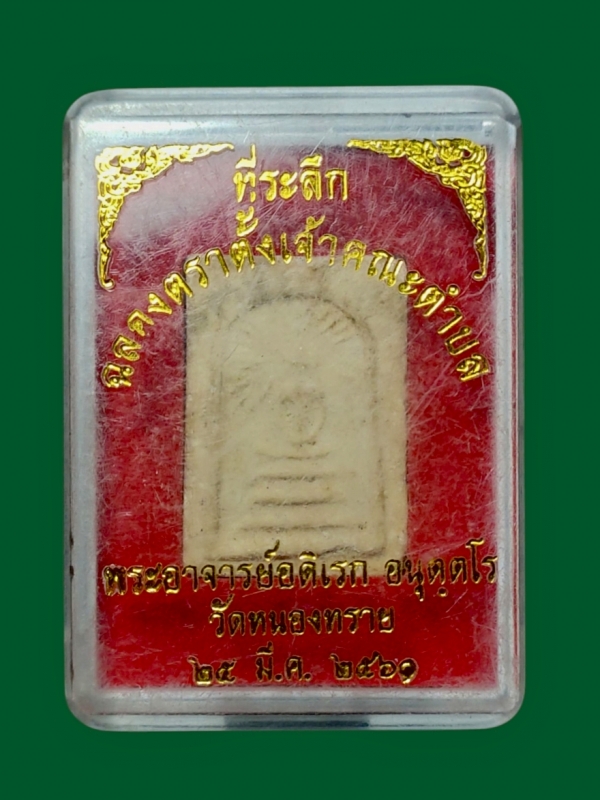 ที่ระลึก
ฉลองตราตั้งเจ้าคณะตำบล
พระอาจารย์อดิเรก อนุตฺตโร
วัดหนองทราย
๒๕ มี.ค. ๒๕๖๑